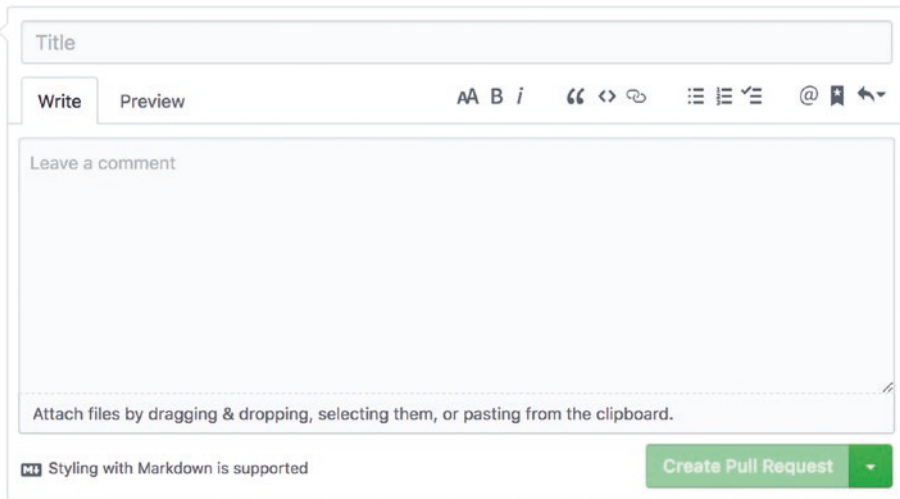 Title
Write Preview AA B i @
Leave a comment
Attach files by dragging & dropping, selecting them, or pasting from the clipboard.
Styling with Markdown is supported
Create Pull Request